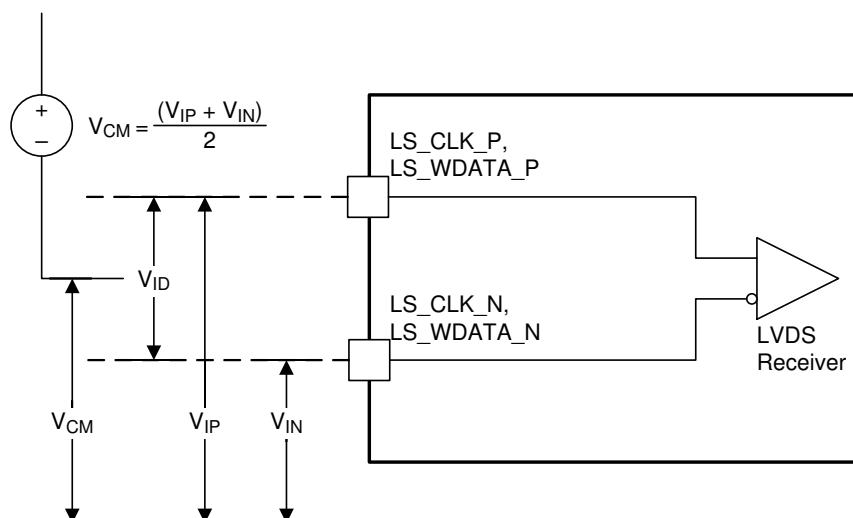 +
−
V_CM = (V_IP + V_IN) / 2
LS_CLK_P,
LS_WDATA_P
V_ID
LS_CLK_N,
LS_WDATA_N
LVDS
Receiver
V_CM
V_IP
V_IN